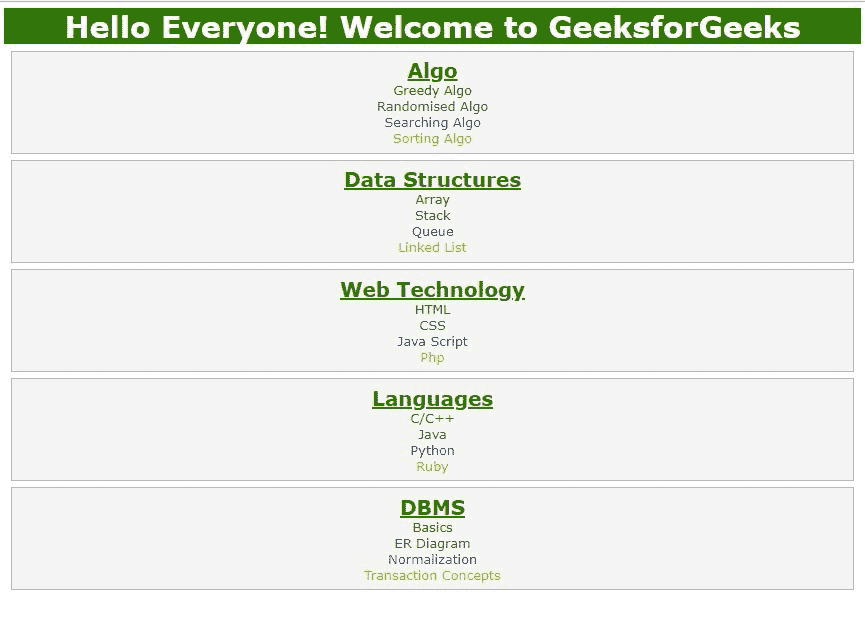 Hello Everyone! Welcome to GeeksforGeeks
Algo
Greedy Algo
Randomised Algo
Searching Algo
Sorting Algo
Data Structures
Array
Stack
Queue
Linked List
Web Technology
HTML
CSS
Java Script
Php
Languages
C/C++
Java
Python
Ruby
DBMS
Basics
ER Diagram
Normalization
Transaction Concepts